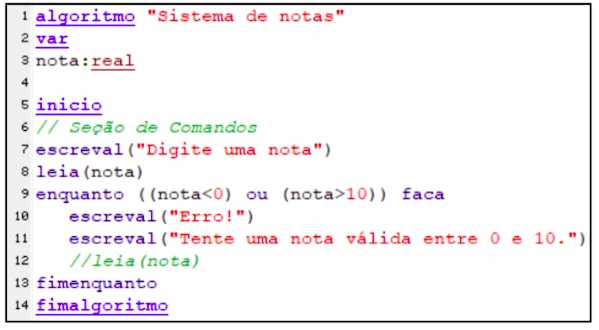 1 algoritmo "Sistema de notas"
2 var
3 nota:real
4
5 inicio
6 // Seção de Comandos
7 escreval("Digite uma nota")
8 leia(nota)
9 enquanto ((nota<0) ou (nota>10)) faca
10 escreval("Erro!")
11 escreval("Tente uma nota válida entre 0 e 10.")
12 //leia(nota)
13 fimenquanto
14 fimalgoritmo